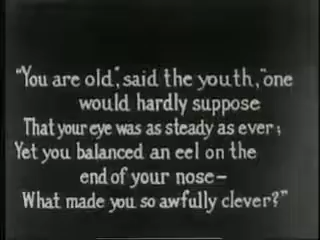 "You are old", said the youth, "one
would hardly suppose
That your eye was as steady as ever;
Yet you balanced an eel on the
end of your nose—
What made you so awfully clever?"